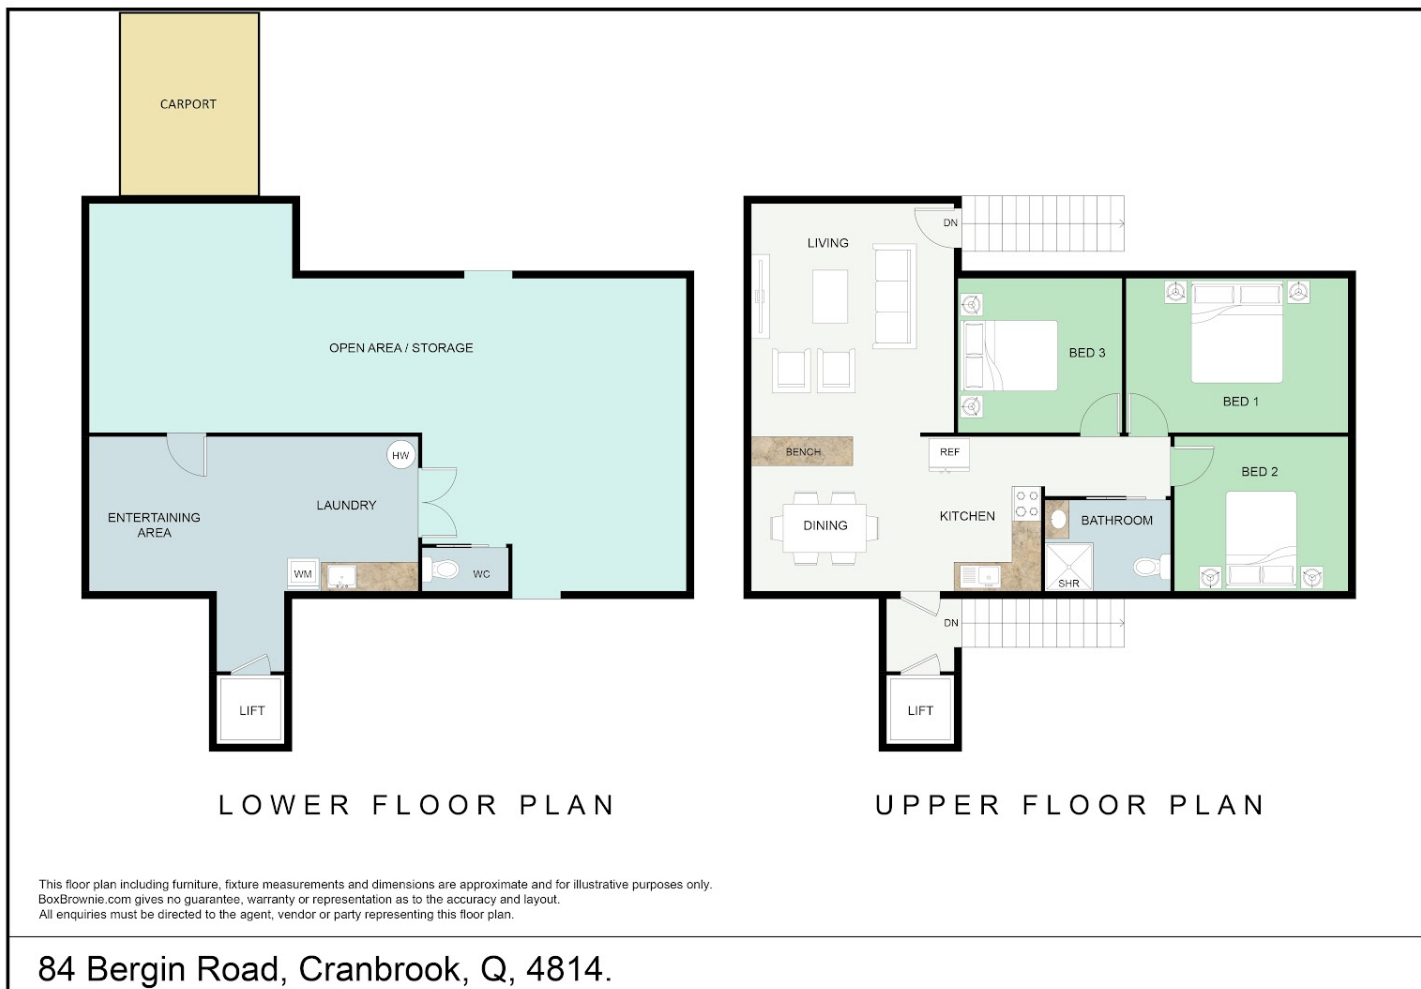 CARPORT
OPEN AREA / STORAGE
HW
LAUNDRY
ENTERTAINING
AREA
WM
WC
LIFT
LOWER FLOOR PLAN
LIVING
DN
BED 3
BED 1
BENCH
REF
BED 2
DINING
KITCHEN
BATHROOM
SHR
DN
LIFT
UPPER FLOOR PLAN
This floor plan including furniture, fixture measurements and dimensions are approximate and for illustrative purposes only.
BoxBrownie.com gives no guarantee, warranty or representation as to the accuracy and layout.
All enquiries must be directed to the agent, vendor or party representing this floor plan.
84 Bergin Road, Cranbrook, Q, 4814.